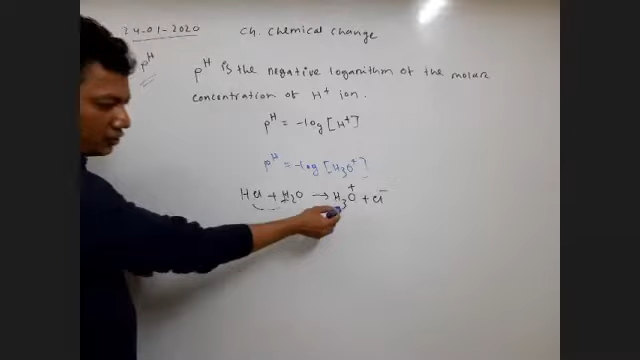 24-01-2020 Ch. Chemical Change
pH
pH is the negative logarithm of the molar
concentration of H+ ion.
pH = -log [H+]
pH = -log [H3O+]
HCl + H2O → H3O+ + Cl-